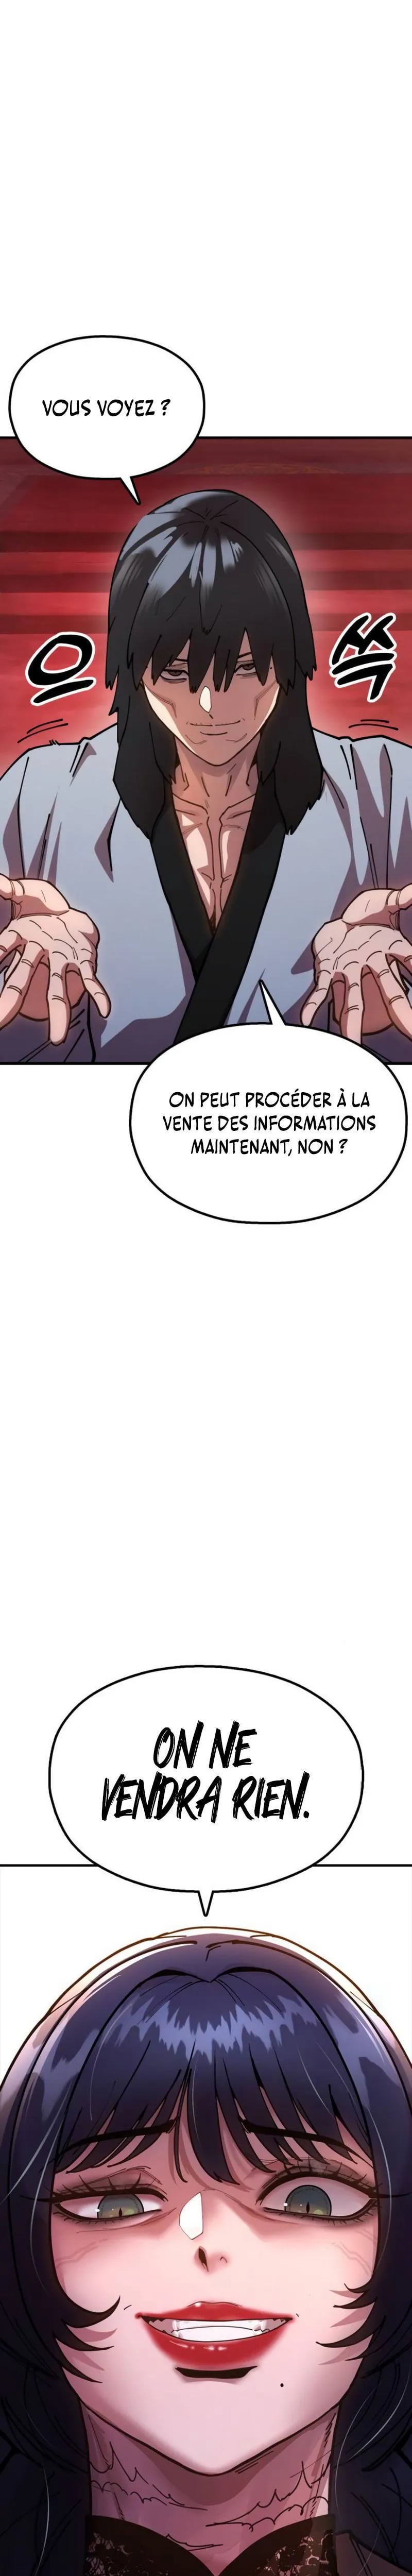 VOUS VOYEZ ?
으
쓱
ON PEUT PROCÉDER À LA
VENTE DES INFORMATIONS
MAINTENANT, NON ?
ON NE
VENDRA RIEN.